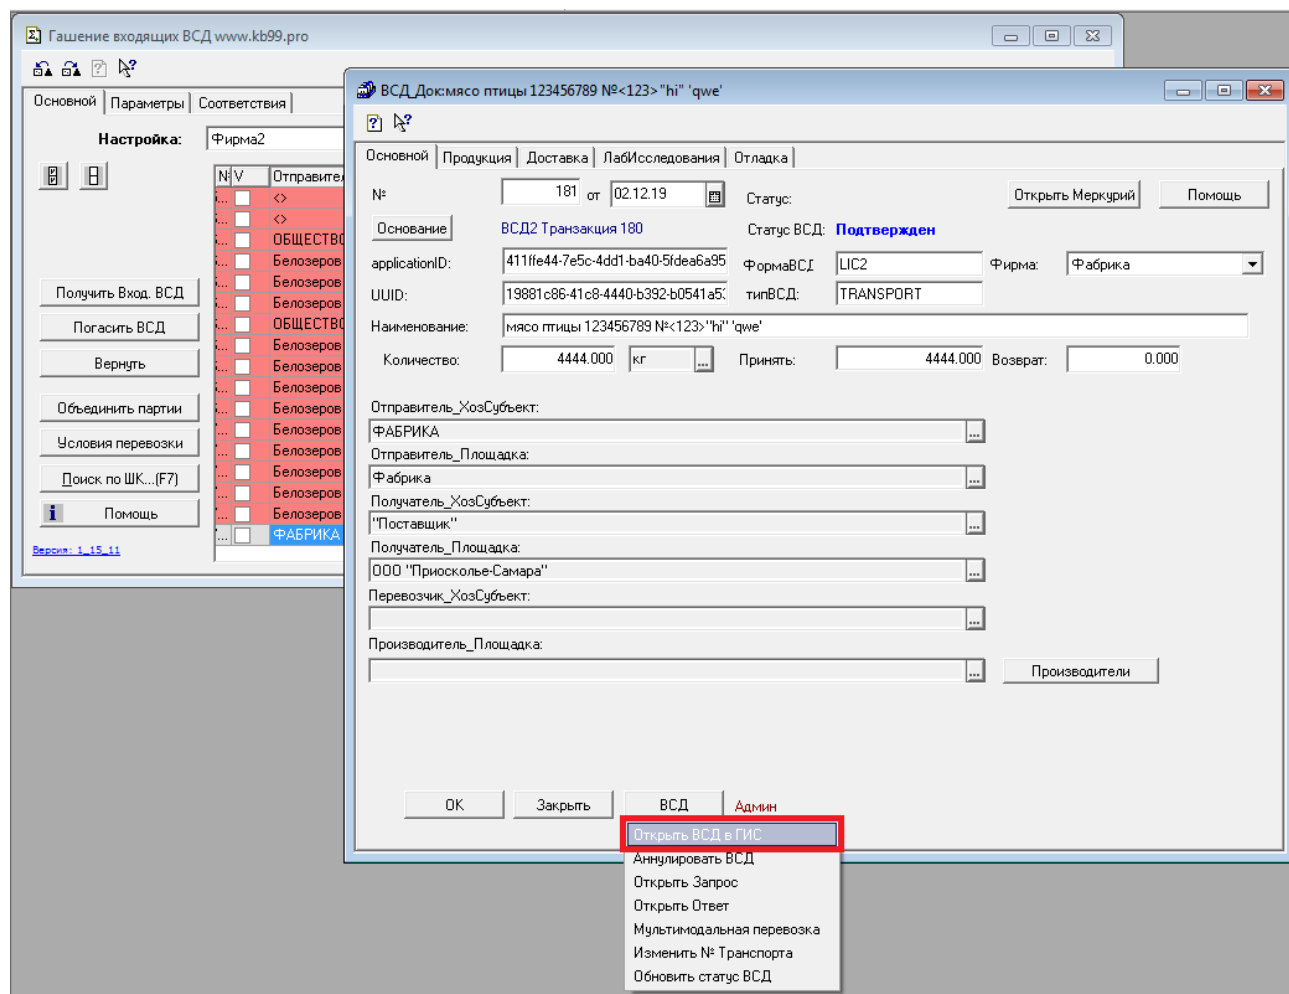 Гашение входящих ВСД www.kb99.pro
Основной Параметры Соответствия
Настройка: Фирма2
N V Отправител
<>
<>
ОБЩЕСТВО
Белозеров
Белозеров
Белозеров
ОБЩЕСТВО
Белозеров
Белозеров
Белозеров
Белозеров
Белозеров
Белозеров
Белозеров
Белозеров
Белозеров
ФАБРИКА
Получить Вход. ВСД
Погасить ВСД
Вернуть
Объединить партии
Условия перевозки
Поиск по ШК...(F7)
Помощь
Версия: 1_15_11
ВСД_Док:мясо птицы 123456789 №<123>"hi" 'qwe'
Основной Продукция Доставка ЛабИсследования Отладка
№ 181 от 02.12.19 Статус: Открыть Меркурий Помощь
Основание ВСД2 Транзакция 180 Статус ВСД: Подтвержден
applicationID: 411ffe44-7e5c-4dd1-ba40-5fdea6a95 ФормаВСД LIC2 Фирма: Фабрика
UUID: 19881c86-41c8-4440-b392-b0541a5 типВСД: TRANSPORT
Наименование: мясо птицы 123456789 №<123>"hi" 'qwe'
Количество: 4444.000 кг ... Принять: 4444.000 Возврат: 0.000
Отправитель_ХозСубъект:
ФАБРИКА ...
Отправитель_Площадка:
Фабрика ...
Получатель_ХозСубъект:
"Поставщик" ...
Получатель_Площадка:
ООО "Приосколье-Самара" ...
Перевозчик_ХозСубъект:
...
Производитель_Площадка:
... Производители
OK Закрыть ВСД Админ
Открыть ВСД в ГИС
Аннулировать ВСД
Открыть Запрос
Открыть Ответ
Мультимодальная перевозка
Изменить № Транспорта
Обновить статус ВСД